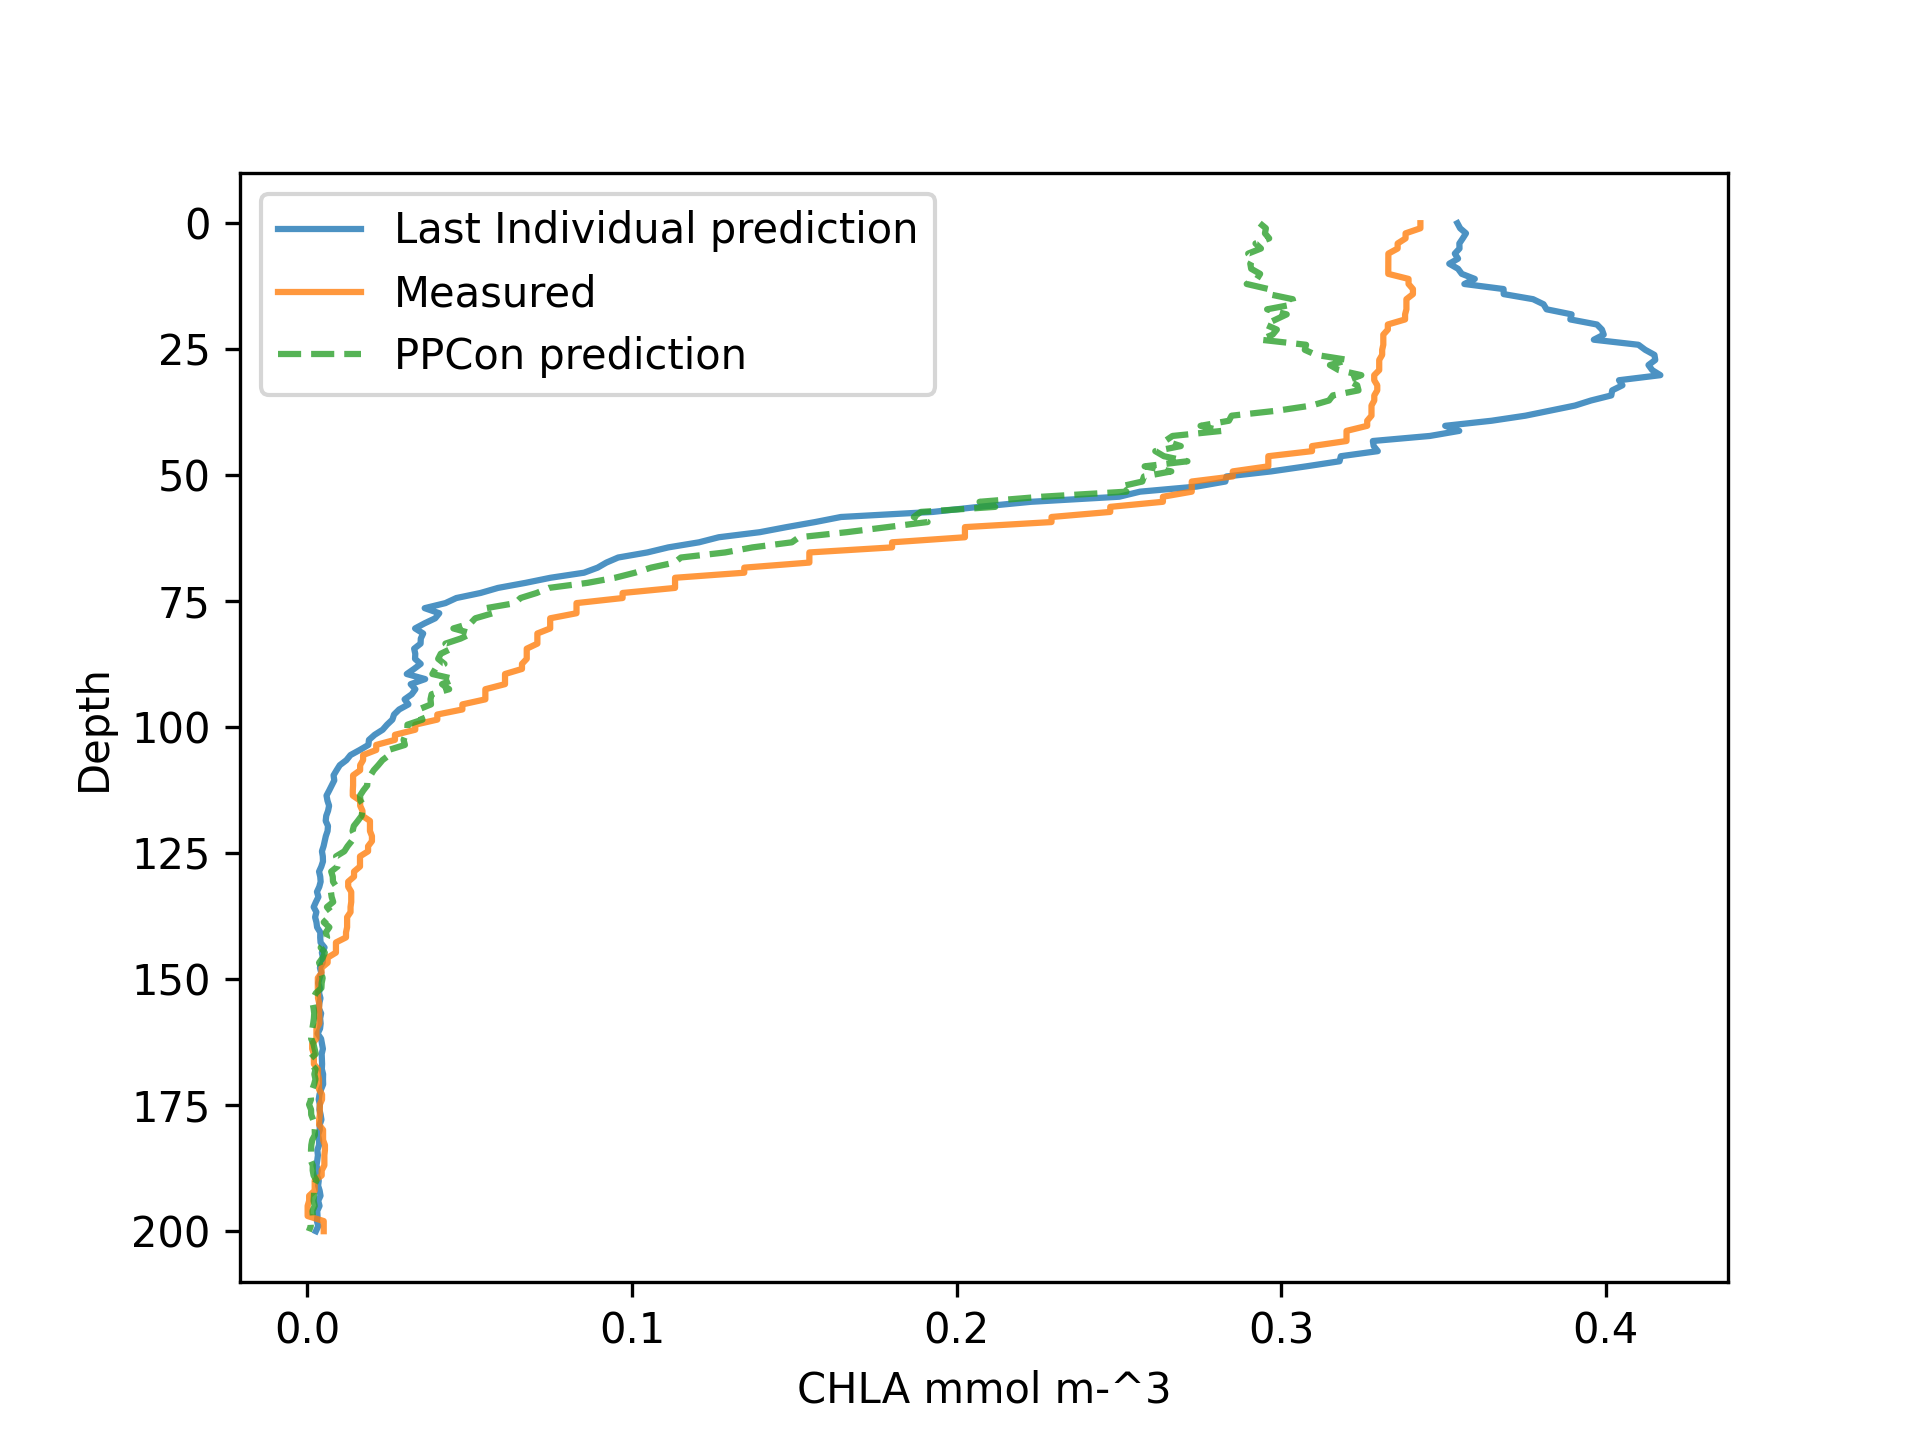 Last Individual prediction
Measured
PPCon prediction
0
25
50
75
100
125
150
175
200
Depth
0.0 0.1 0.2 0.3 0.4
CHLA mmol m-^3